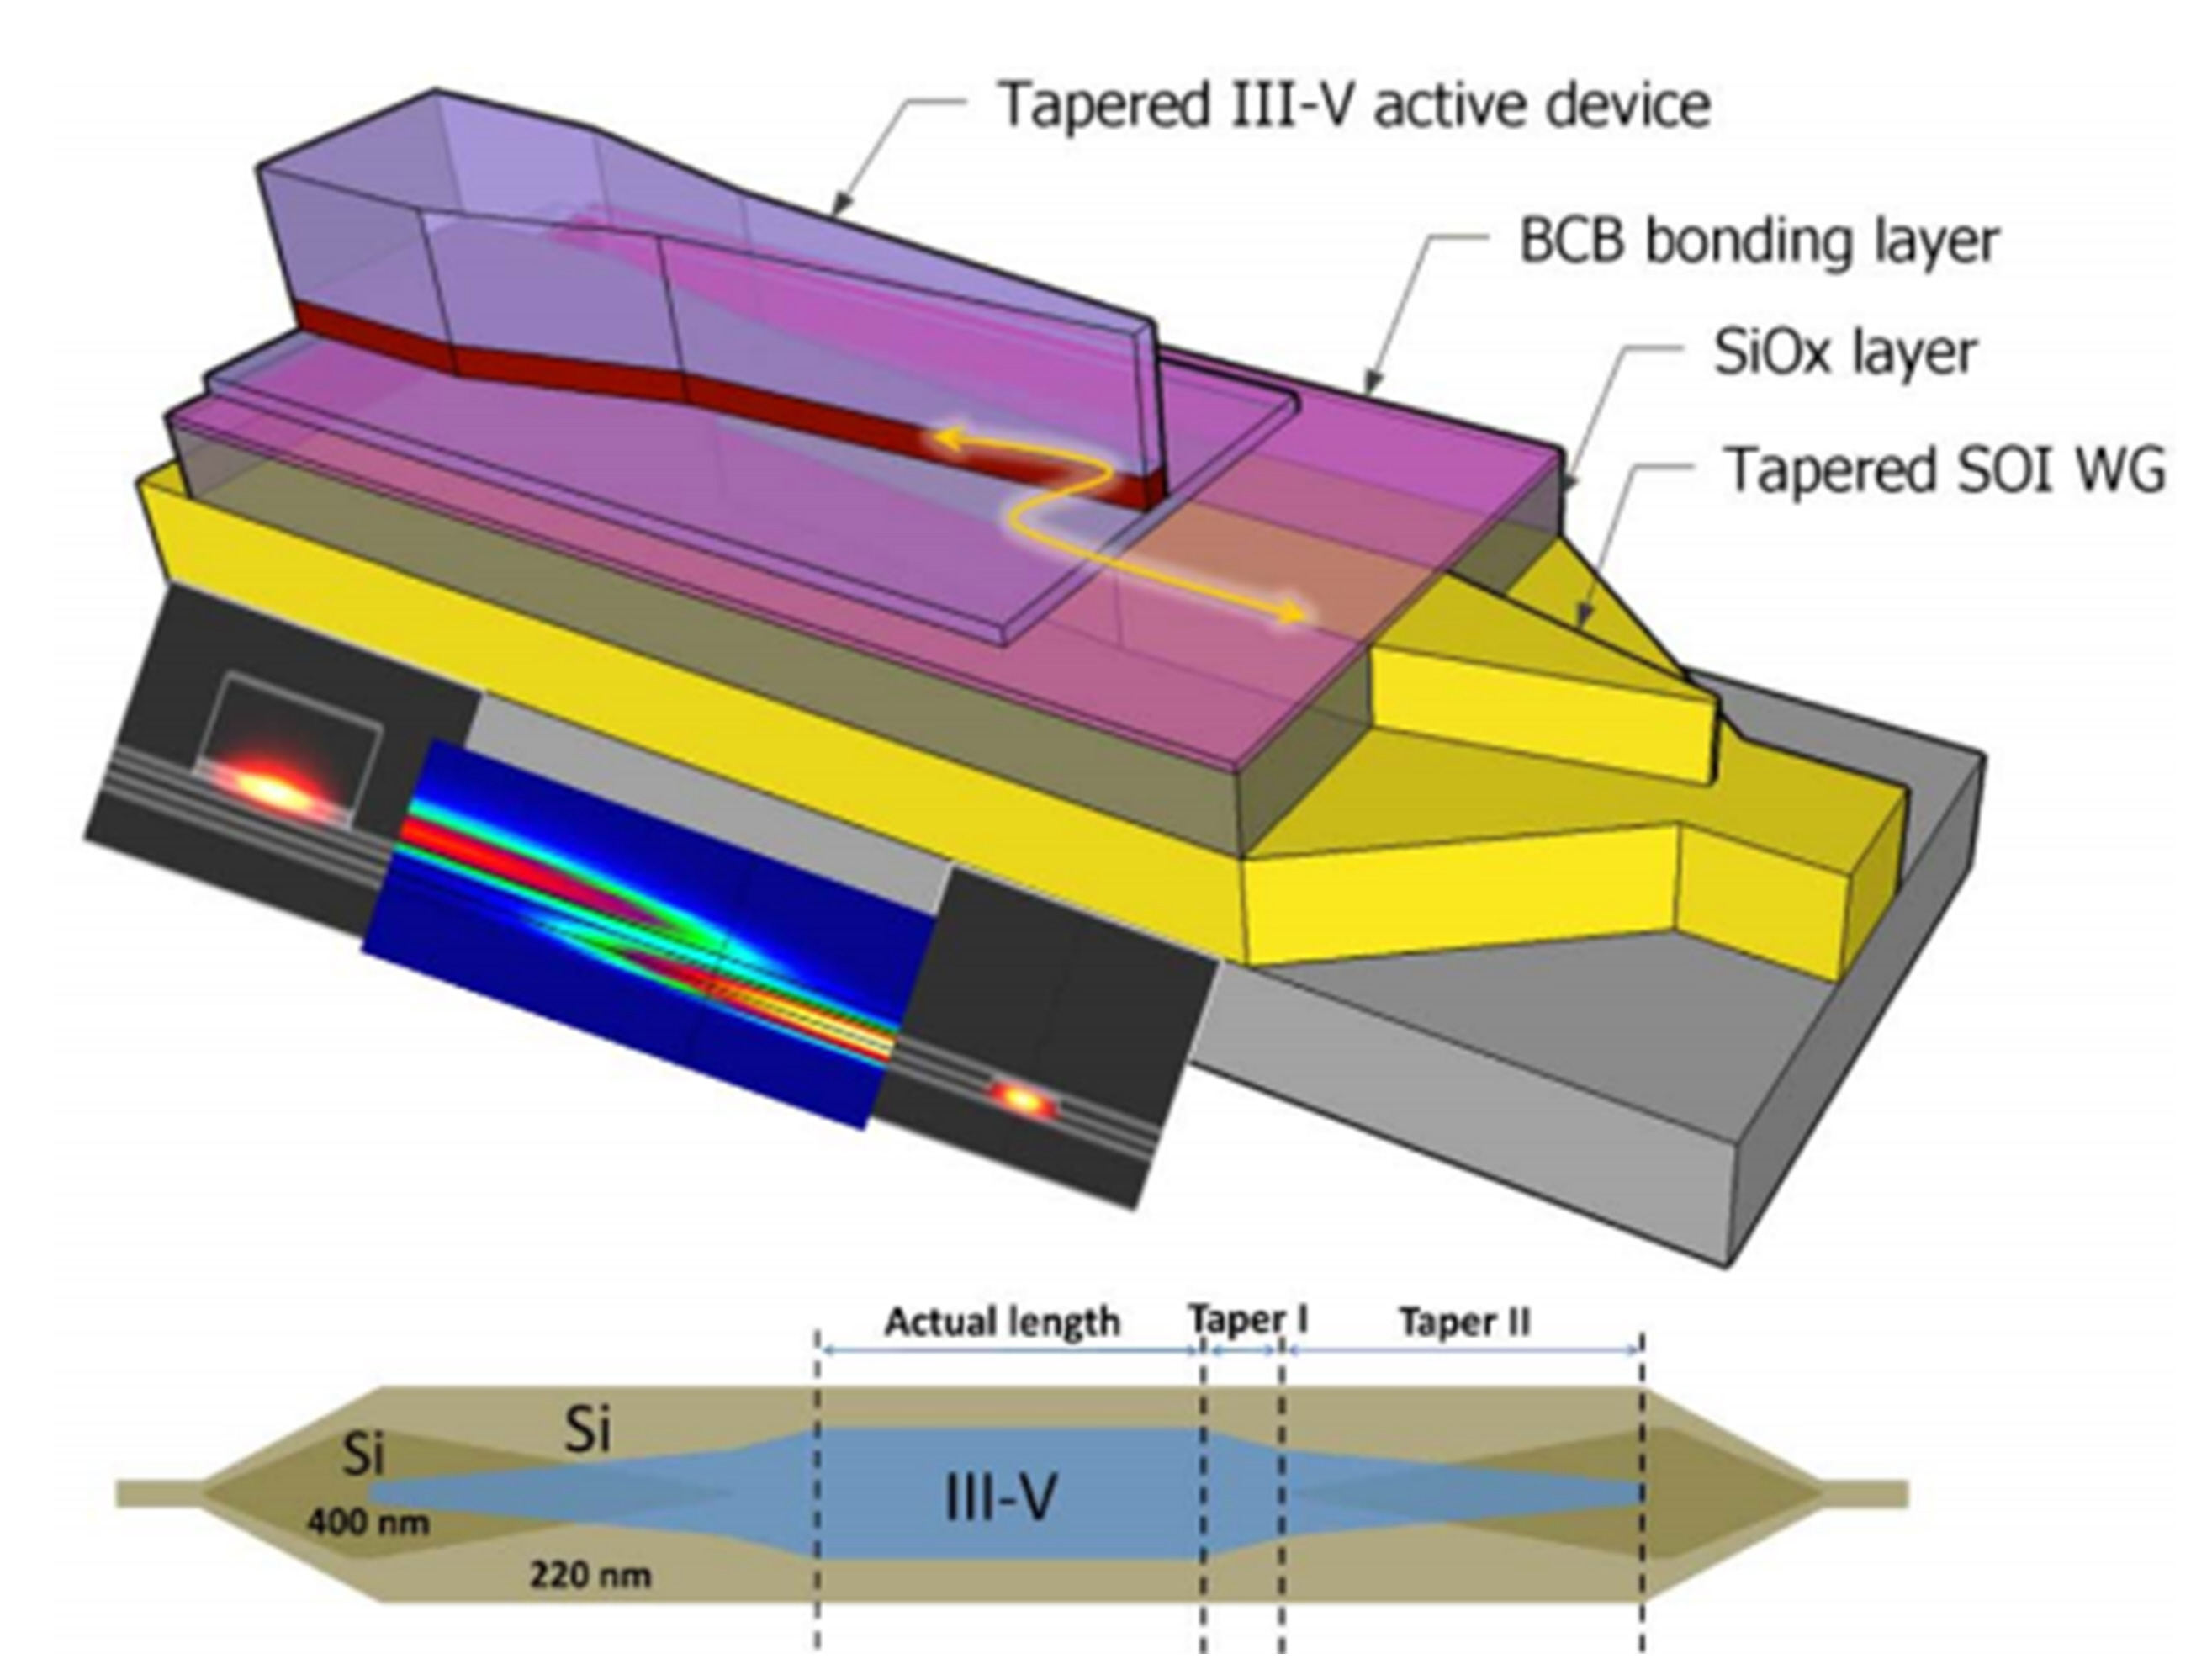 Tapered III-V active device
BCB bonding layer
SiOx layer
Tapered SOI WG
Actual length
Taper I
Taper II
Si
Si
III-V
400 nm
220 nm